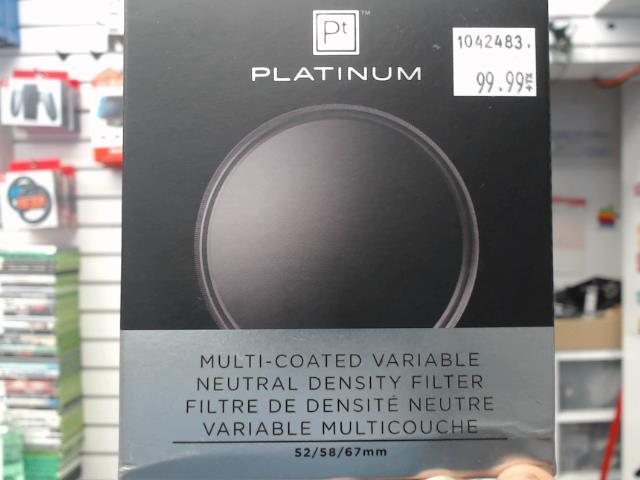 Pt™
PLATINUM
1042483.
99.99
MULTI-COATED VARIABLE
NEUTRAL DENSITY FILTER
FILTRE DE DENSITÉ NEUTRE
VARIABLE MULTICOUCHE
52/58/67mm